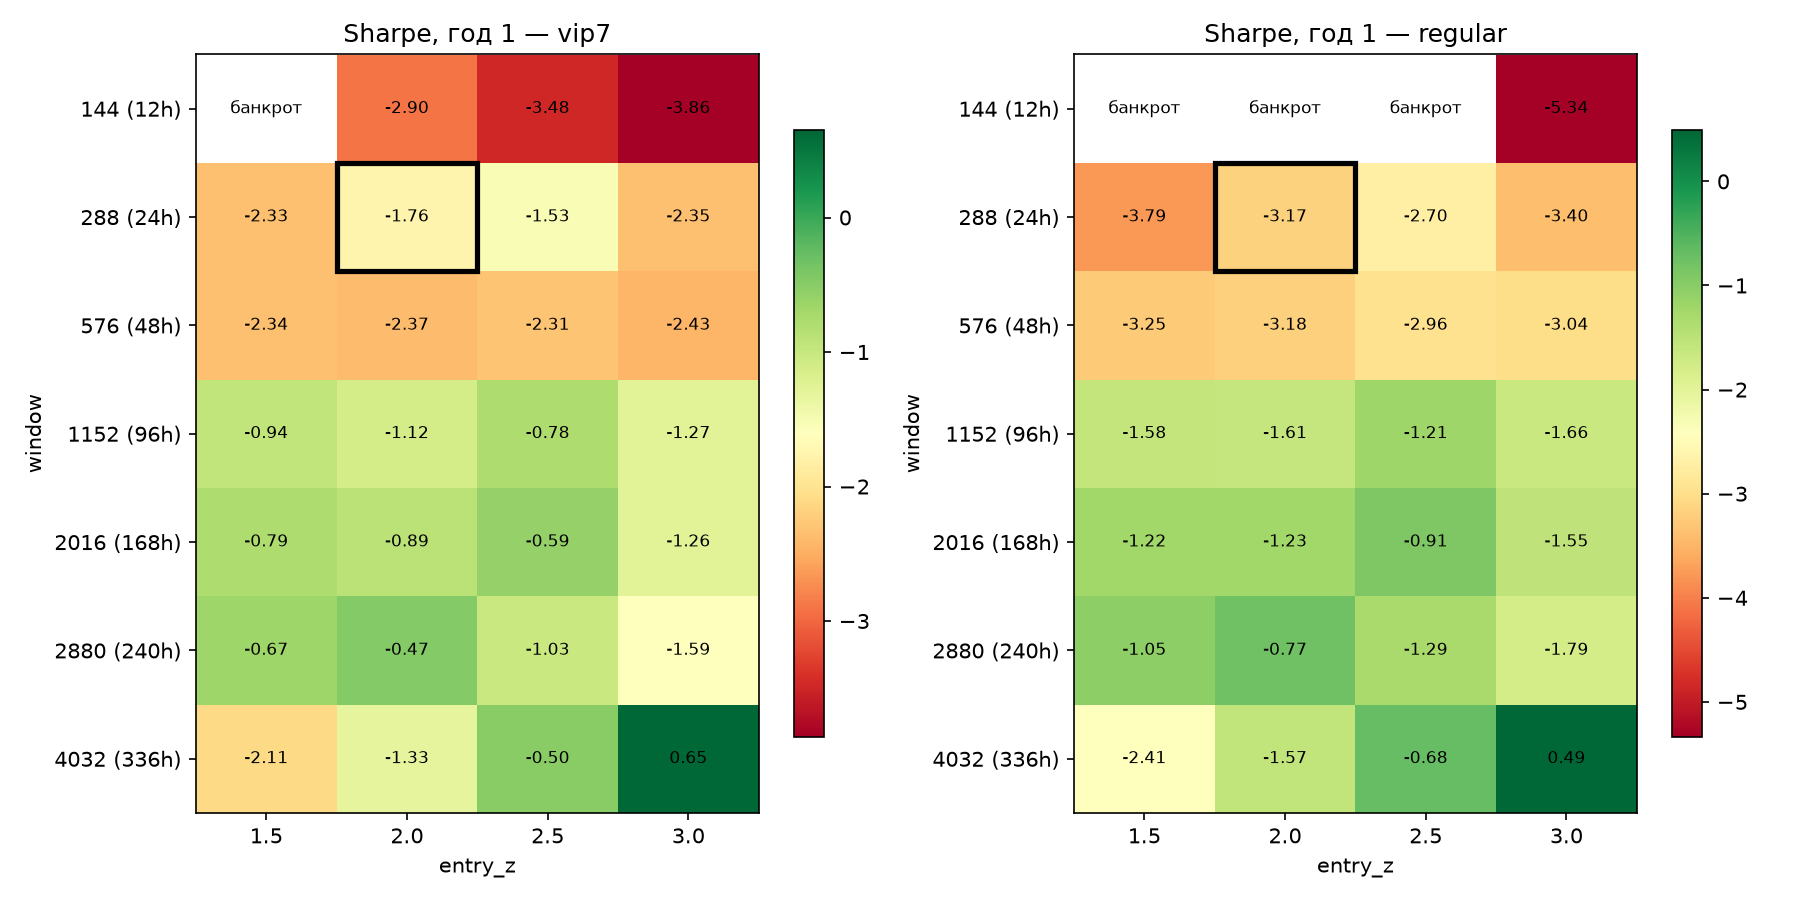 Sharpe, год 1 — vip7
144 (12h) банкрот -2.90 -3.48 -3.86
288 (24h) -2.33 -1.76 -1.53 -2.35
576 (48h) -2.34 -2.37 -2.31 -2.43
1152 (96h) -0.94 -1.12 -0.78 -1.27
2016 (168h) -0.79 -0.89 -0.59 -1.26
2880 (240h) -0.67 -0.47 -1.03 -1.59
4032 (336h) -2.11 -1.33 -0.50 0.65
1.5 2.0 2.5 3.0
entry_z
window
0
−1
−2
−3
Sharpe, год 1 — regular
144 (12h) банкрот банкрот банкрот -5.34
288 (24h) -3.79 -3.17 -2.70 -3.40
576 (48h) -3.25 -3.18 -2.96 -3.04
1152 (96h) -1.58 -1.61 -1.21 -1.66
2016 (168h) -1.22 -1.23 -0.91 -1.55
2880 (240h) -1.05 -0.77 -1.29 -1.79
4032 (336h) -2.41 -1.57 -0.68 0.49
1.5 2.0 2.5 3.0
entry_z
window
0
−1
−2
−3
−4
−5